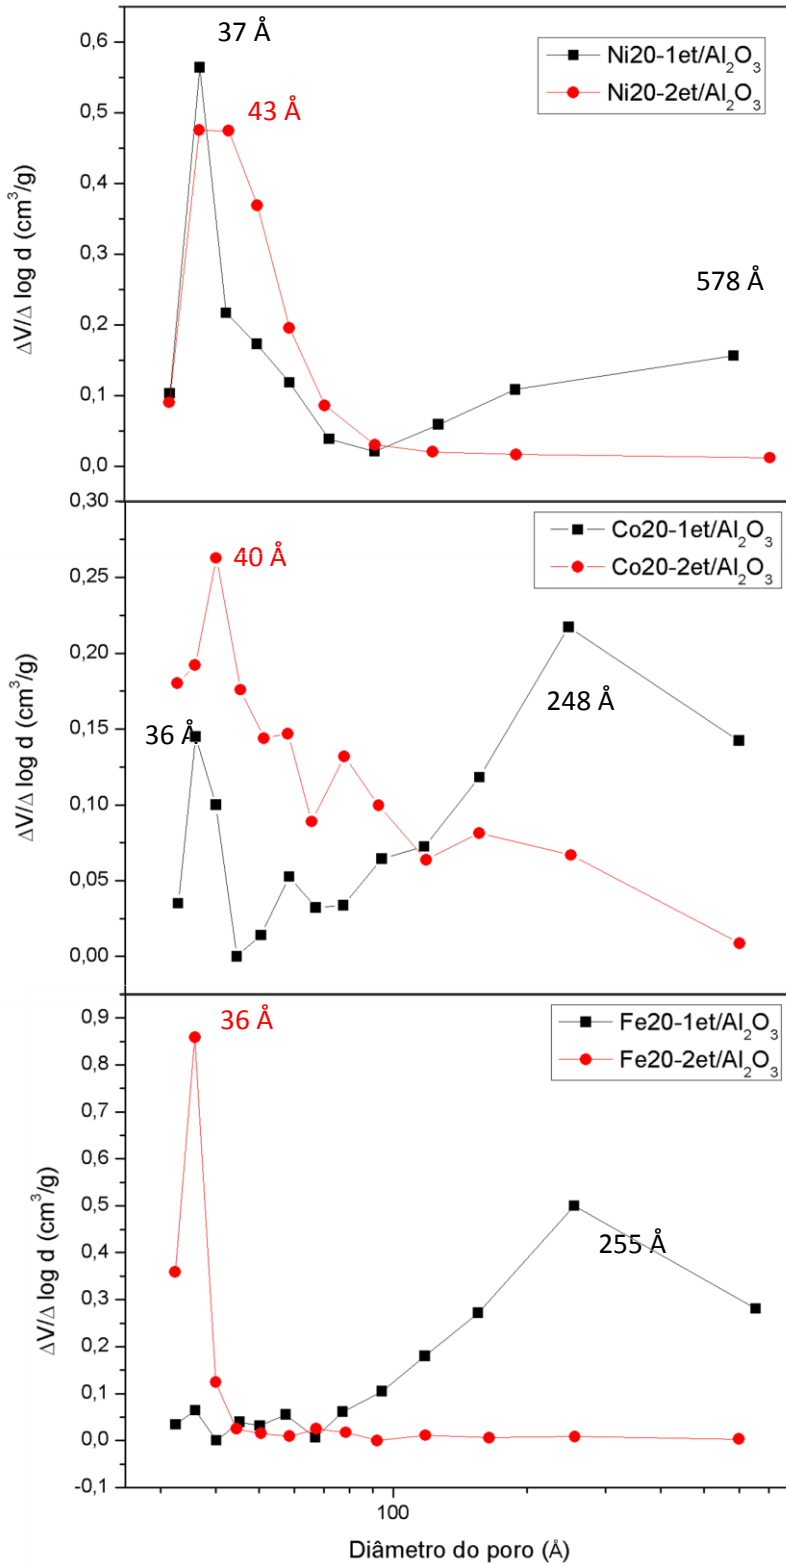 37 Å
0,6
Ni20-1et/Al₂O₃
Ni20-2et/Al₂O₃
0,5
43 Å
0,4
0,3
578 Å
0,2
0,1
0,0
ΔV/Δ log d (cm³/g)
0,30
Co20-1et/Al₂O₃
Co20-2et/Al₂O₃
40 Å
0,25
0,20
248 Å
36 Å
0,15
0,10
0,05
0,00
ΔV/Δ log d (cm³/g)
36 Å
0,9
Fe20-1et/Al₂O₃
Fe20-2et/Al₂O₃
0,8
0,7
0,6
0,5
255 Å
0,4
0,3
0,2
0,1
0,0
-0,1
ΔV/Δ log d (cm³/g)
100
Diâmetro do poro (Å)